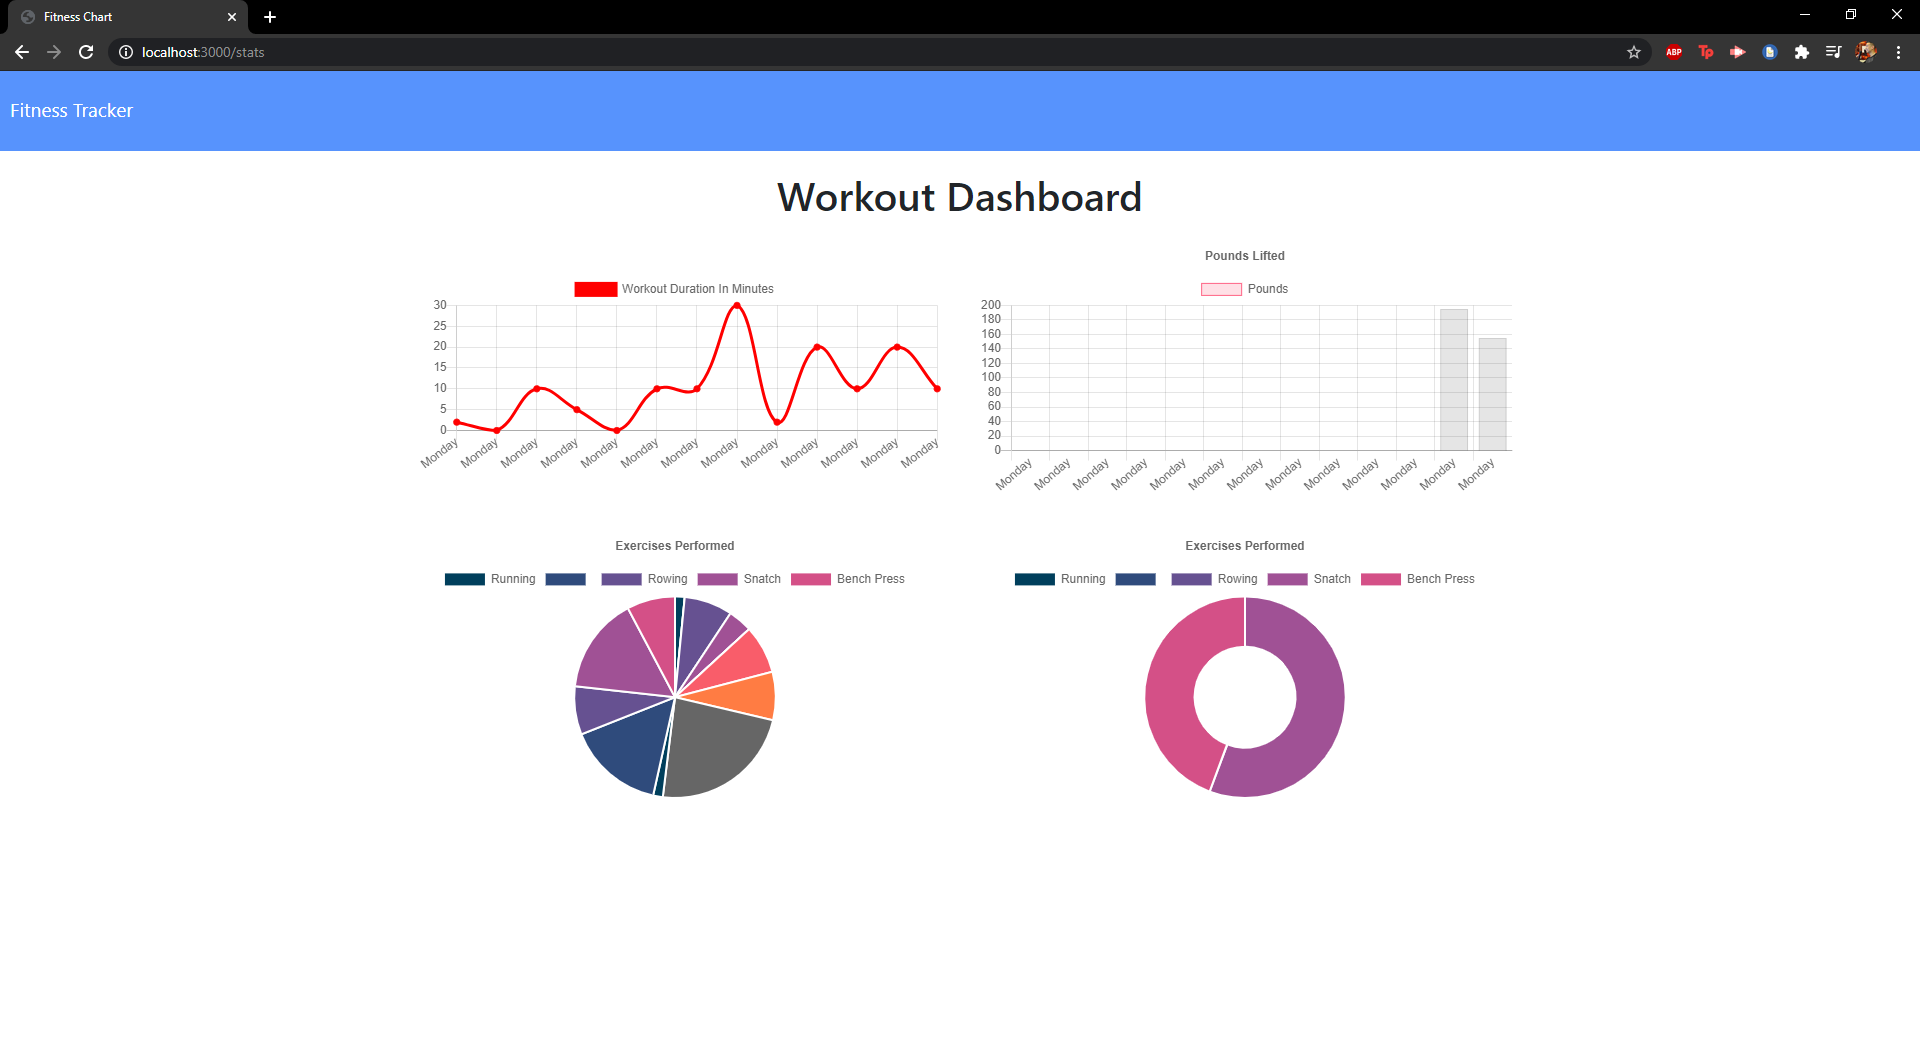 Fitness Chart
localhost:3000/stats
ABP
Tp
Fitness Tracker
Workout Dashboard
Workout Duration In Minutes
30
25
20
15
10
5
0
Monday Monday Monday Monday Monday Monday Monday Monday Monday Monday Monday Monday Monday
Pounds Lifted
Pounds
200
180
160
140
120
100
80
60
40
20
0
Monday Monday Monday Monday Monday Monday Monday Monday Monday Monday Monday Monday Monday
Exercises Performed
Running Rowing Snatch Bench Press
Exercises Performed
Running Rowing Snatch Bench Press